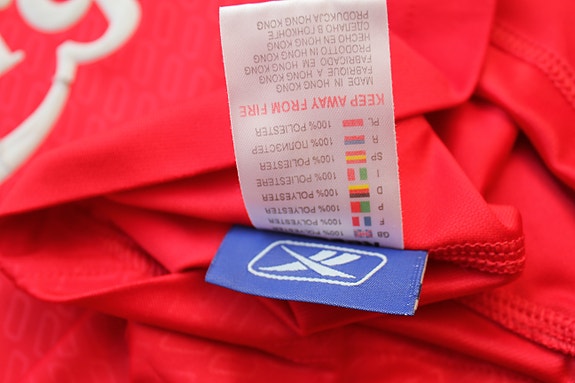 GB 100% POLYESTER
F 100% POLYESTER
P 100% POLYESTER
D 100% POLYESTER
I 100% POLIESTERE
SP 100% POLIESTER
R 100% ПОЛИЭСТЕР
PL 100% POLIESTER
KEEP AWAY FROM FIRE
MADE IN HONG KONG
FABRIQUE A HONG KONG
FABRICADO EM HONG KONG
PRODOTTO IN HONG KONG
HECHO EN HONG KONG
СДЕЛАНО В ГОНКОНГЕ
PRODUKCJA HONG KONG